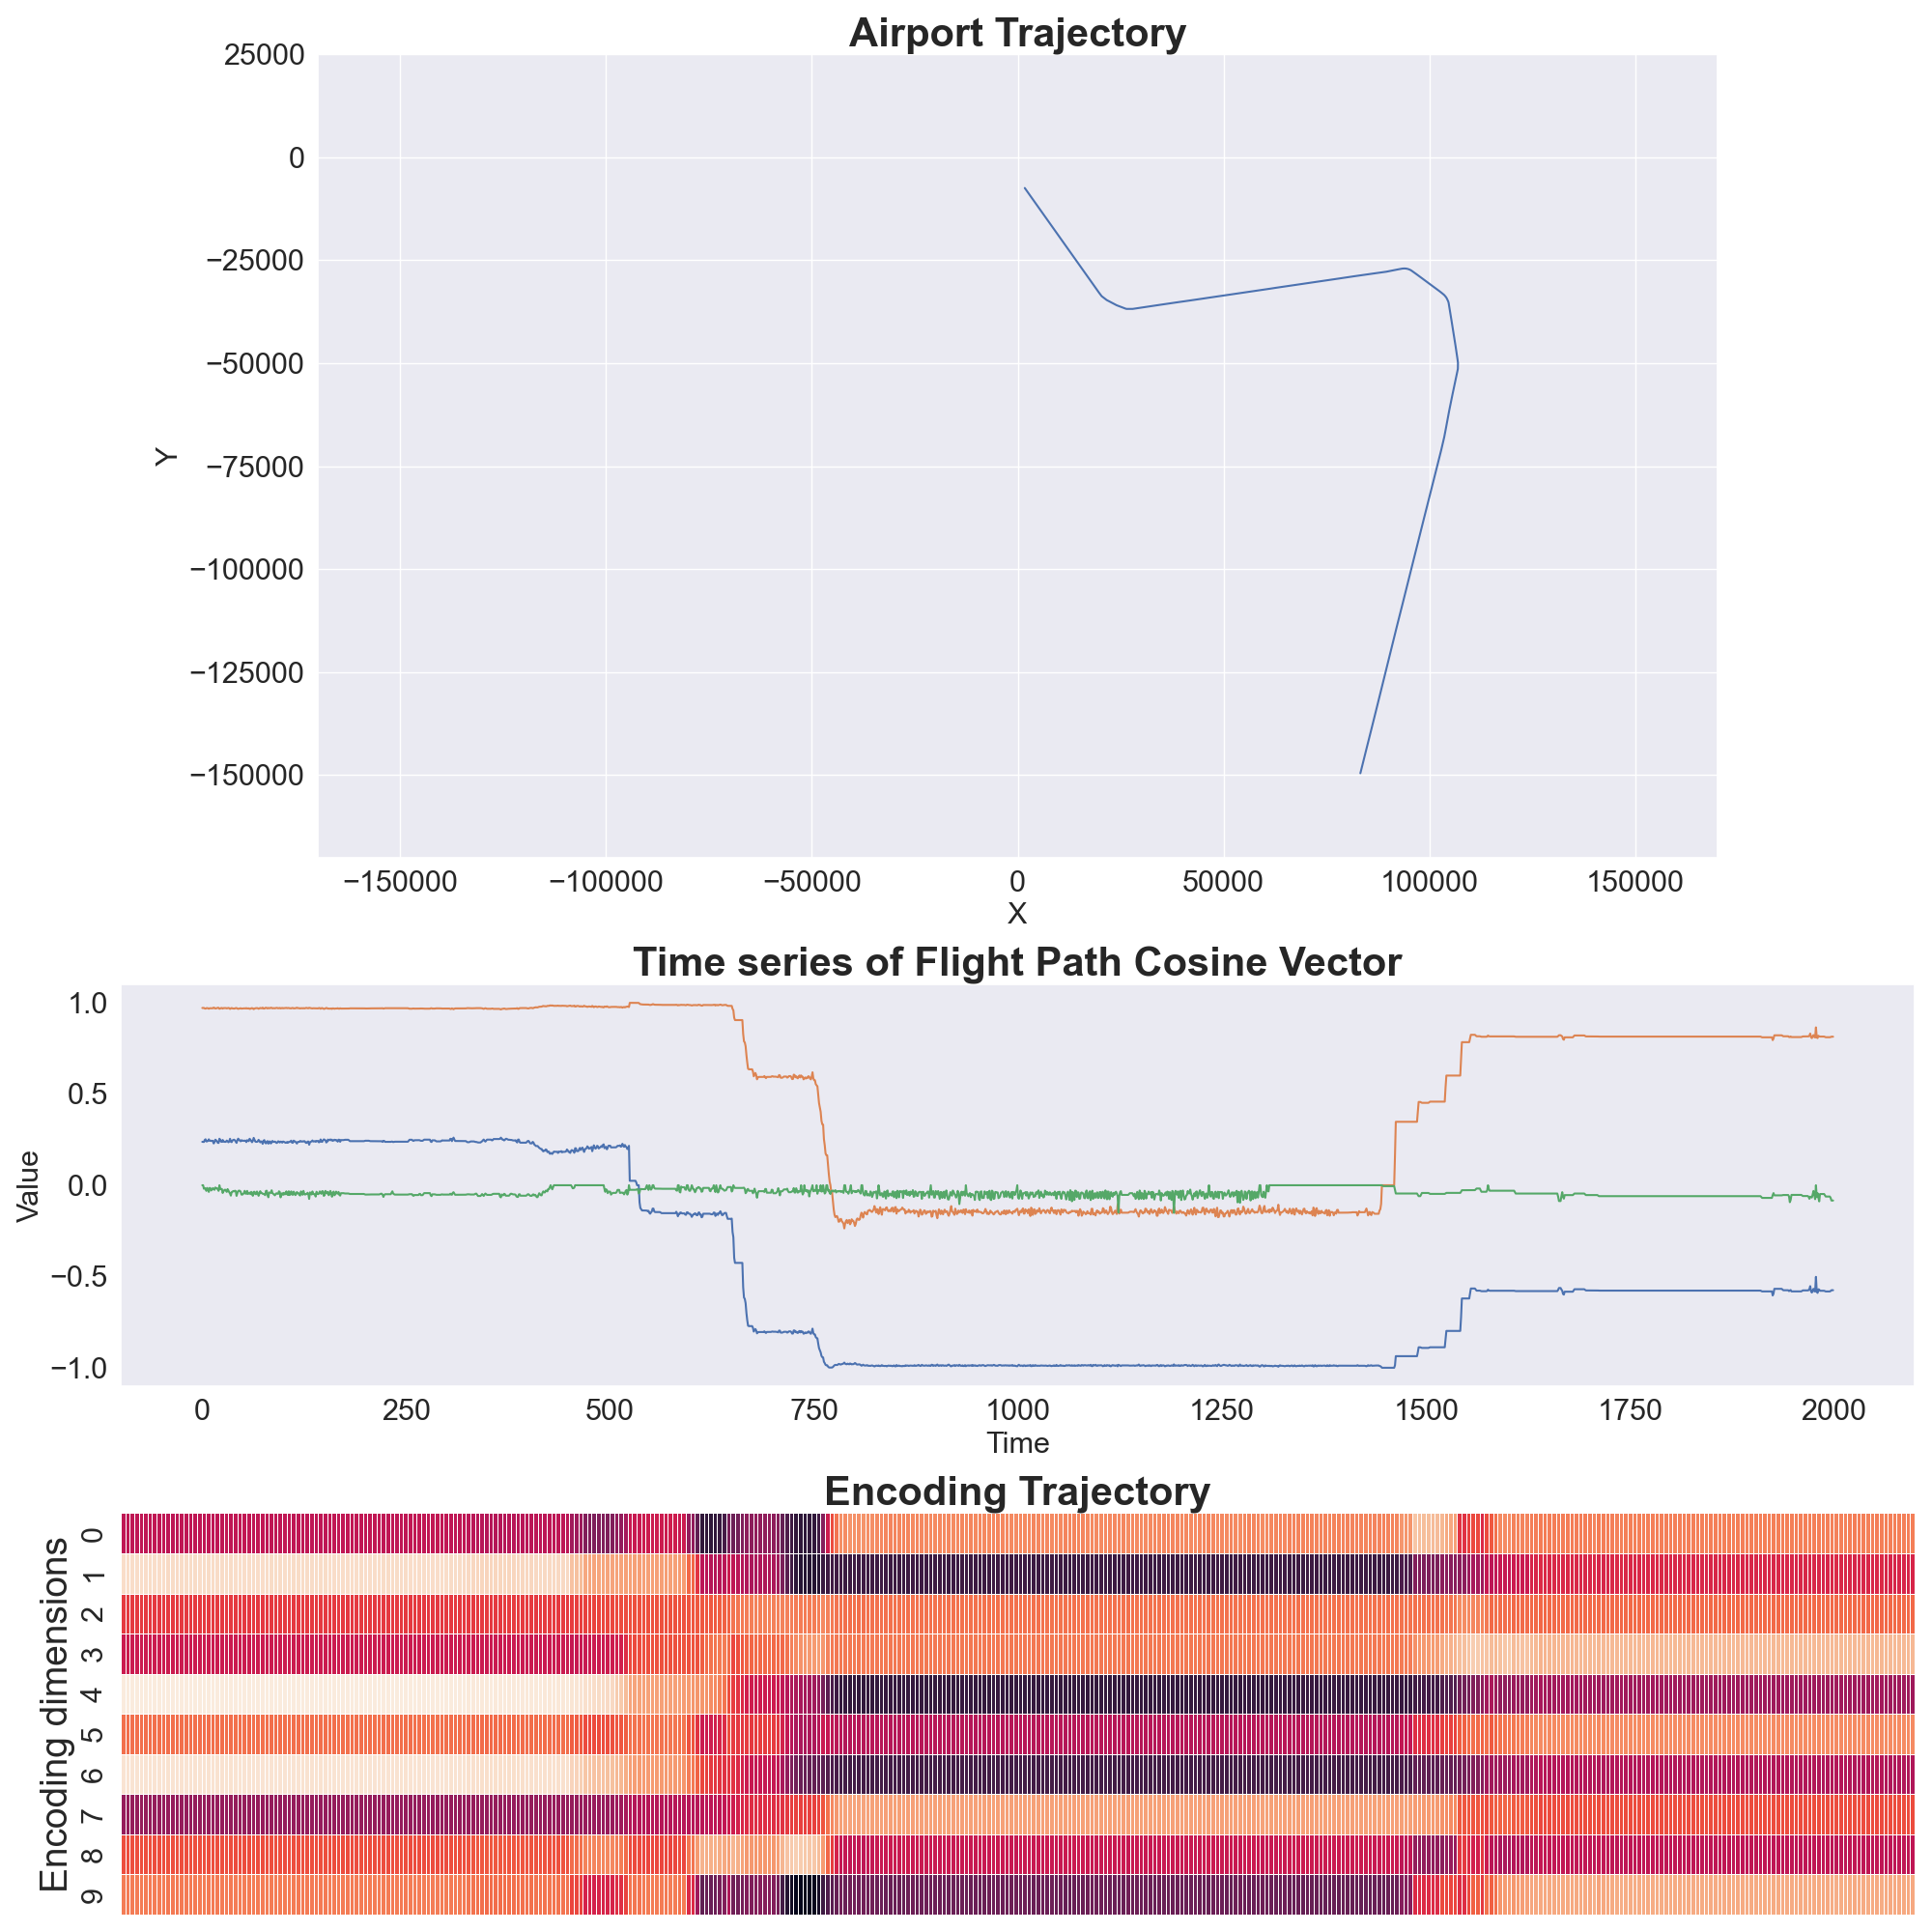 Airport Trajectory
25000
0
−25000
−50000
−75000
−100000
−125000
−150000
Y
−150000 −100000 −50000 0 50000 100000 150000
X
Time series of Flight Path Cosine Vector
1.0
0.5
0.0
−0.5
−1.0
Value
0 250 500 750 1000 1250 1500 1750 2000
Time
Encoding Trajectory
Encoding dimensions
0
1
2
3
4
5
6
7
8
9